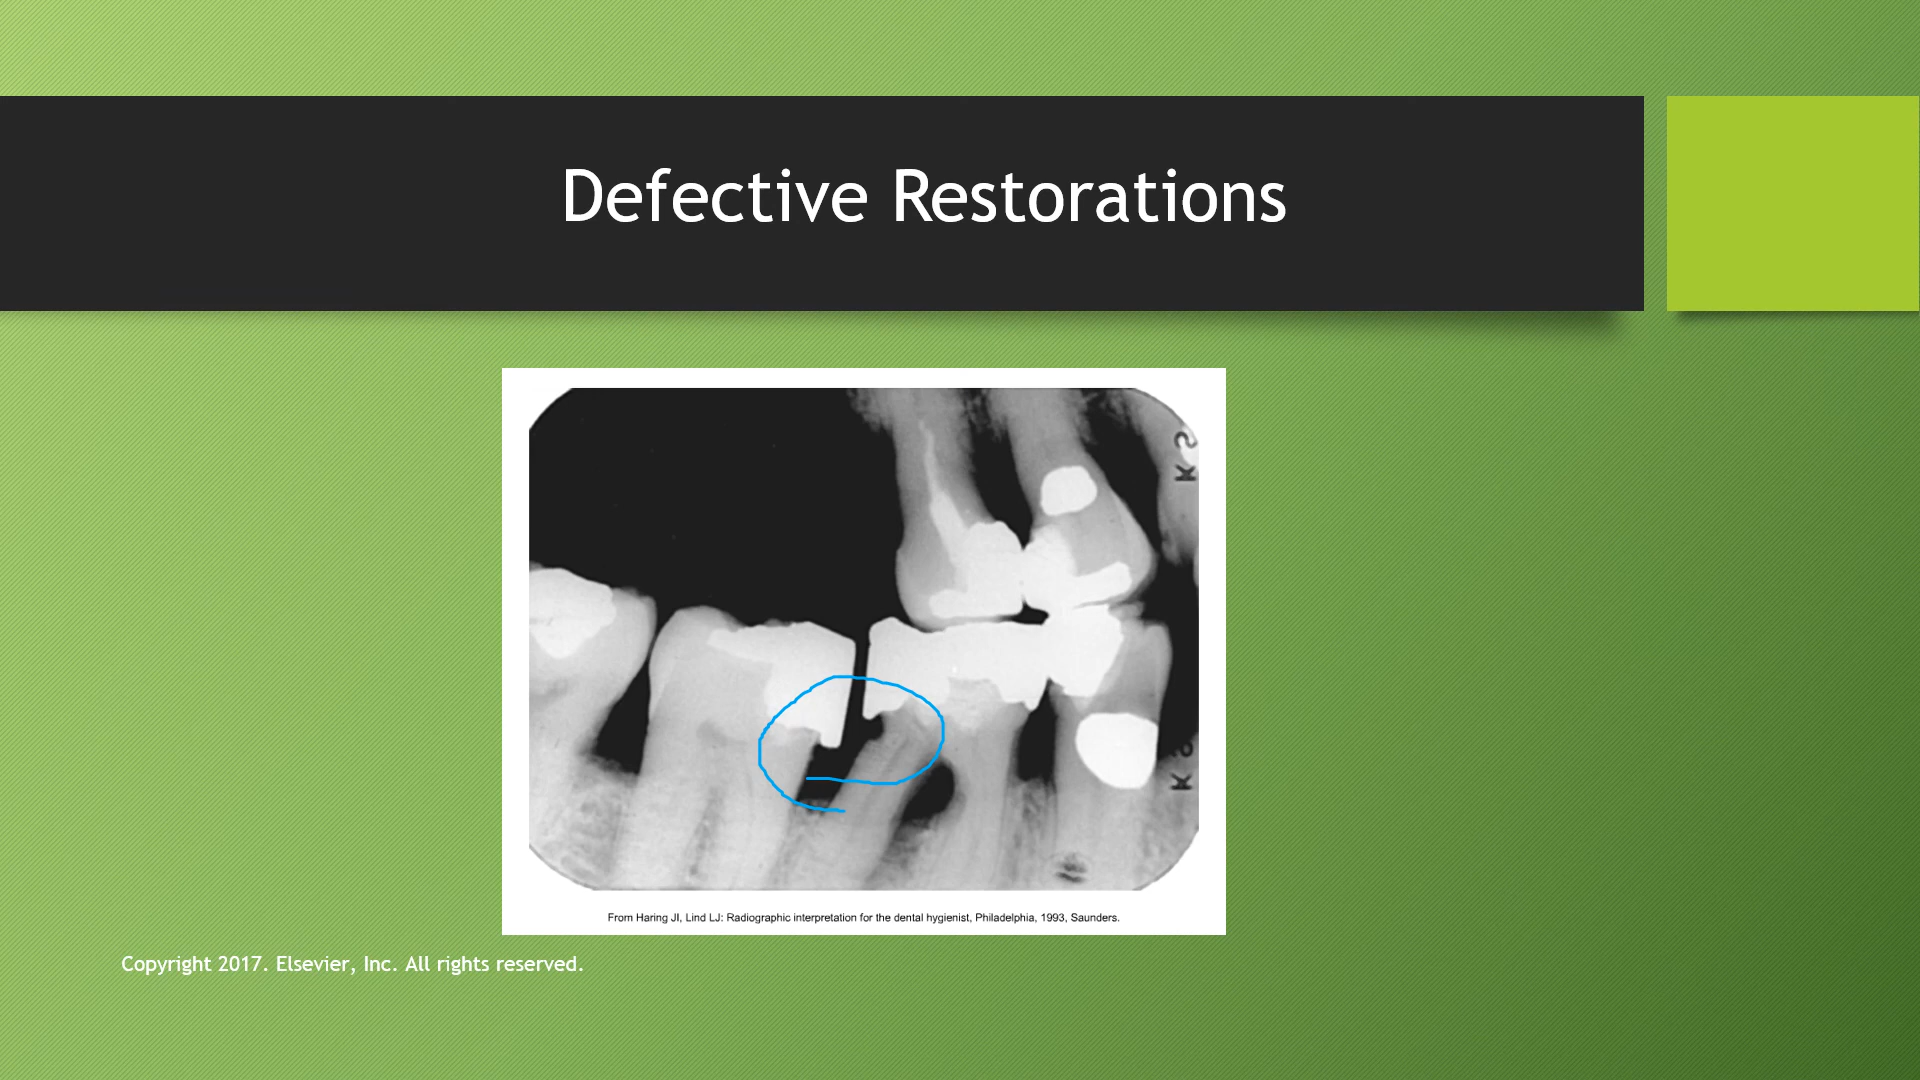 Defective Restorations
K S
K S
From Haring JI, Lind LJ: Radiographic interpretation for the dental hygienist, Philadelphia, 1993, Saunders.
Copyright 2017. Elsevier, Inc. All rights reserved.